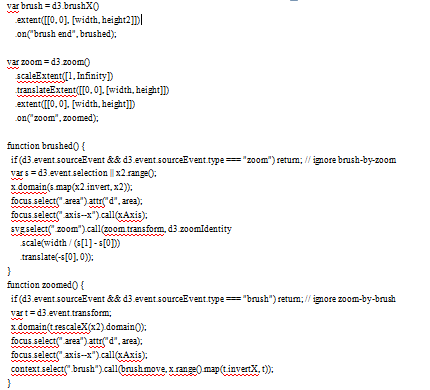 var brush = d3.brushX()
.extent([[0, 0], [width, height2]])
.on("brush end", brushed);
var zoom = d3.zoom()
.scaleExtent([1, Infinity])
.translateExtent([[0, 0], [width, height]])
.extent([[0, 0], [width, height]])
.on("zoom", zoomed);
function brushed() {
if (d3.event.sourceEvent && d3.event.sourceEvent.type === "zoom") return; // ignore brush-by-zoom
var s = d3.event.selection || x2.range();
x.domain(s.map(x2.invert, x2));
focus.select(".area").attr("d", area);
focus.select(".axis--x").call(xAxis);
svg.select(".zoom").call(zoom.transform, d3.zoomIdentity
.scale(width / (s[1] - s[0]))
.translate(-s[0], 0));
}
function zoomed() {
if (d3.event.sourceEvent && d3.event.sourceEvent.type === "brush") return; // ignore zoom-by-brush
var t = d3.event.transform;
x.domain(t.rescaleX(x2).domain());
focus.select(".area").attr("d", area);
focus.select(".axis--x").call(xAxis);
context.select(".brush").call(brush.move, x.range().map(t.invertX, t));
}